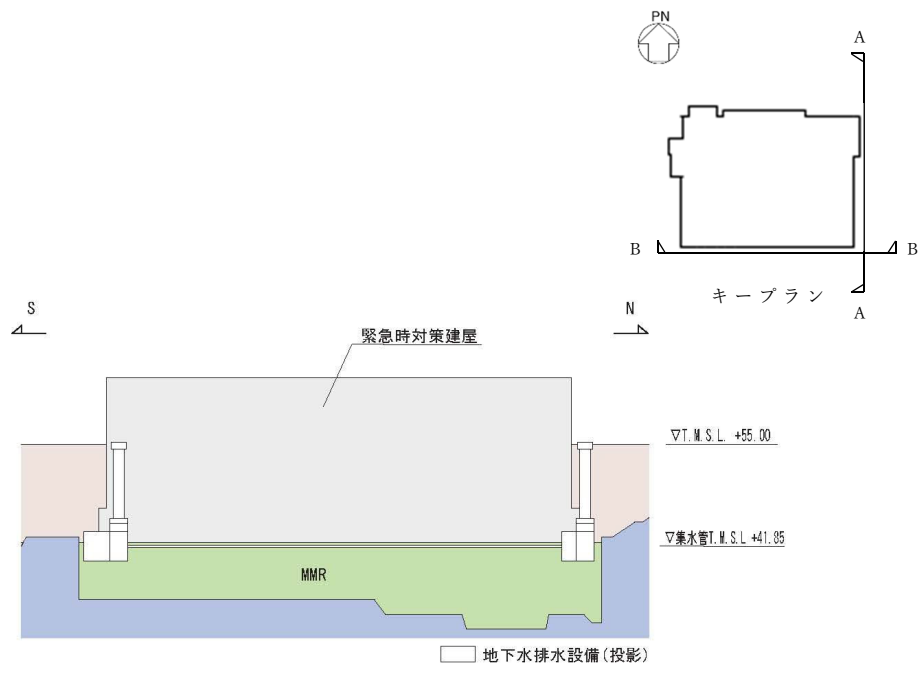 PN
A
B
B
キープラン
A
S
N
緊急時対策建屋
▽T.M.S.L. +55.00
▽集水管T.M.S.L +41.85
MMR
地下水排水設備(投影)